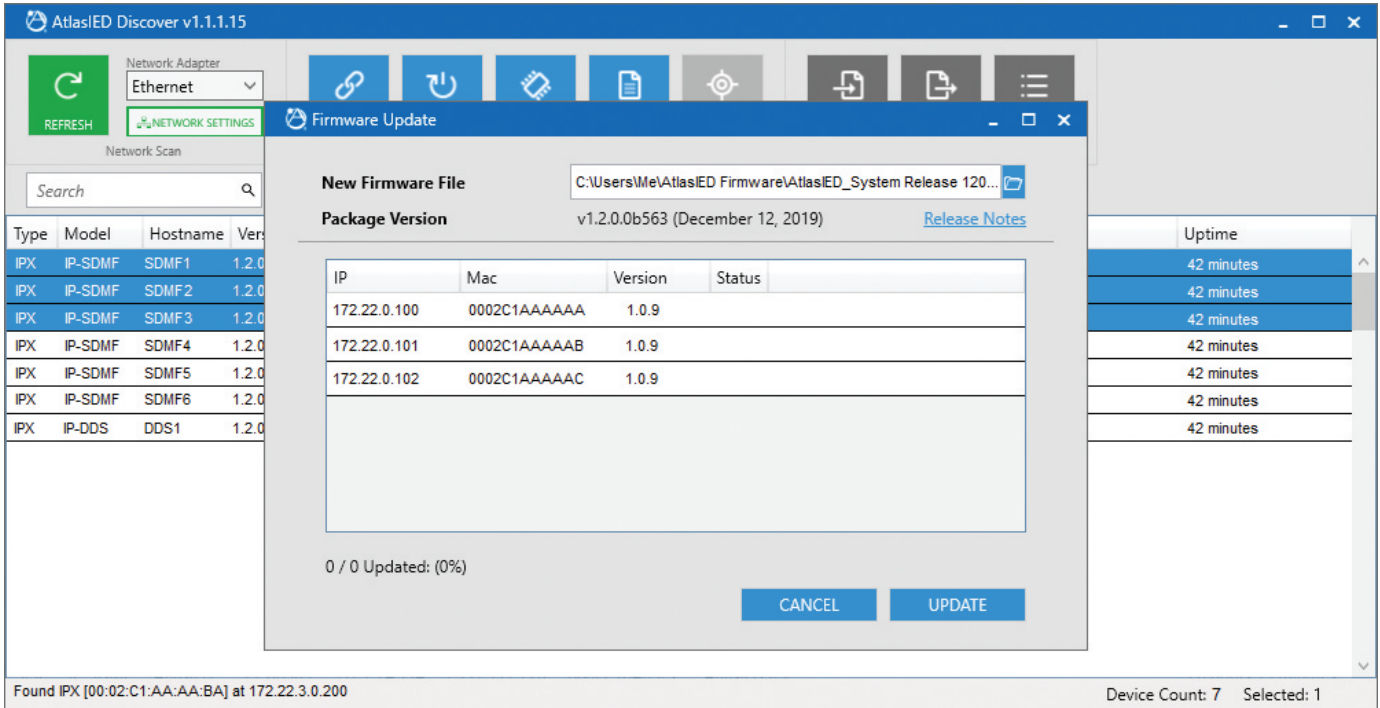 AtlasIED Discover v1.1.1.15
Network Adapter
Ethernet
REFRESH
NETWORK SETTINGS
Network Scan
Search
Firmware Update
New Firmware File C:\Users\Me\AtlasIED Firmware\AtlasIED_System Release 120...
Package Version v1.2.0.0b563 (December 12, 2019) Release Notes
IP Mac Version Status
172.22.0.100 0002C1AAAAAA 1.0.9
172.22.0.101 0002C1AAAAAB 1.0.9
172.22.0.102 0002C1AAAAAC 1.0.9
0 / 0 Updated: (0%)
CANCEL UPDATE
Type Model Hostname Vers Uptime
IPX IP-SDMF SDMF1 1.2.0 42 minutes
IPX IP-SDMF SDMF2 1.2.0 42 minutes
IPX IP-SDMF SDMF3 1.2.0 42 minutes
IPX IP-SDMF SDMF4 1.2.0 42 minutes
IPX IP-SDMF SDMF5 1.2.0 42 minutes
IPX IP-SDMF SDMF6 1.2.0 42 minutes
IPX IP-DDS DDS1 1.2.0 42 minutes
Found IPX [00:02:C1:AA:AA:BA] at 172.22.3.0.200 Device Count: 7 Selected: 1